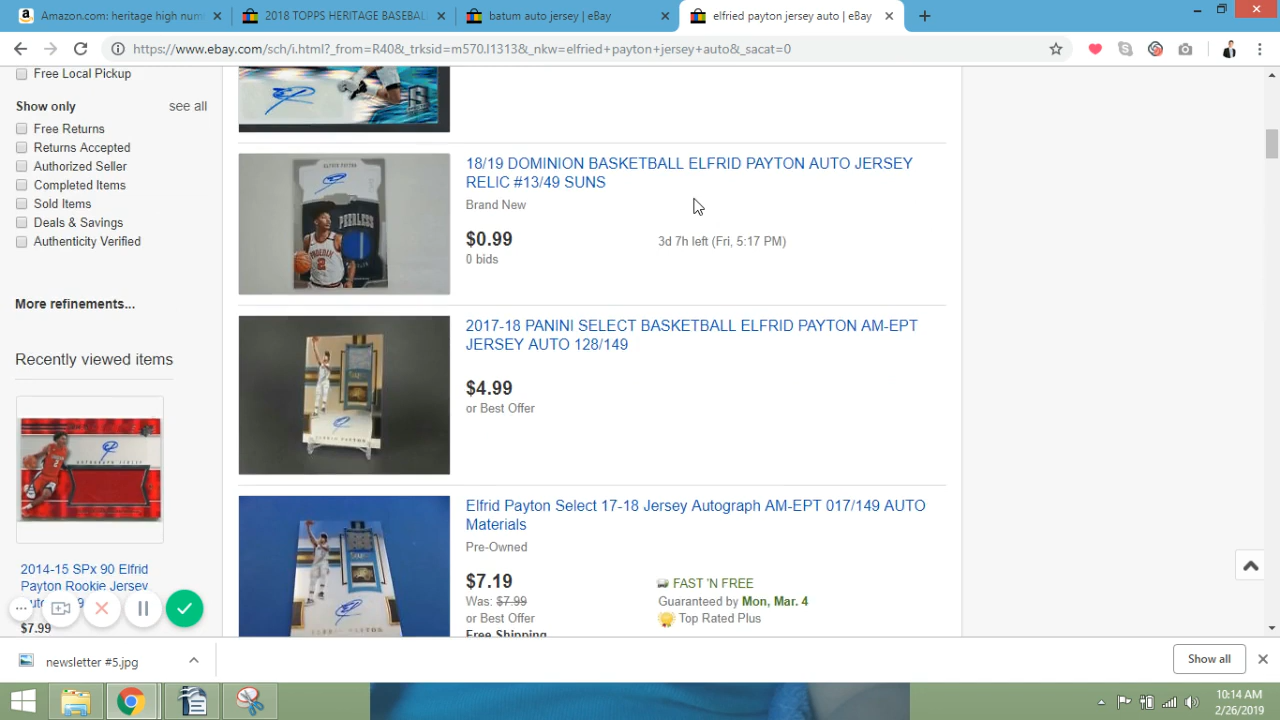 Amazon.com: heritage high num
2018 TOPPS HERITAGE BASEBAL
batum auto jersey | eBay
elfried payton jersey auto | eBay
https://www.ebay.com/sch/i.html?_from=R40&_trksid=m570.l1313&_nkw=elfried+payton+jersey+auto&_sacat=0
Free Local Pickup
Show only
see all
Free Returns
Returns Accepted
Authorized Seller
Completed Items
Sold Items
Deals & Savings
Authenticity Verified
More refinements...
Recently viewed items
2014-15 SPx 90 Elfrid
Payton Rookie Jersey
$7.99
18/19 DOMINION BASKETBALL ELFRID PAYTON AUTO JERSEY
RELIC #13/49 SUNS
Brand New
$0.99
3d 7h left (Fri, 5:17 PM)
0 bids
PEERLESS
PHOENIX
2
2017-18 PANINI SELECT BASKETBALL ELFRID PAYTON AM-EPT
JERSEY AUTO 128/149
$4.99
or Best Offer
Elfrid Payton Select 17-18 Jersey Autograph AM-EPT 017/149 AUTO
Materials
Pre-Owned
$7.19
FAST 'N FREE
Was: $7.99
Guaranteed by Mon, Mar. 4
or Best Offer
Top Rated Plus
Free Shipping
newsletter #5.jpg
Show all
10:14 AM
2/26/2019